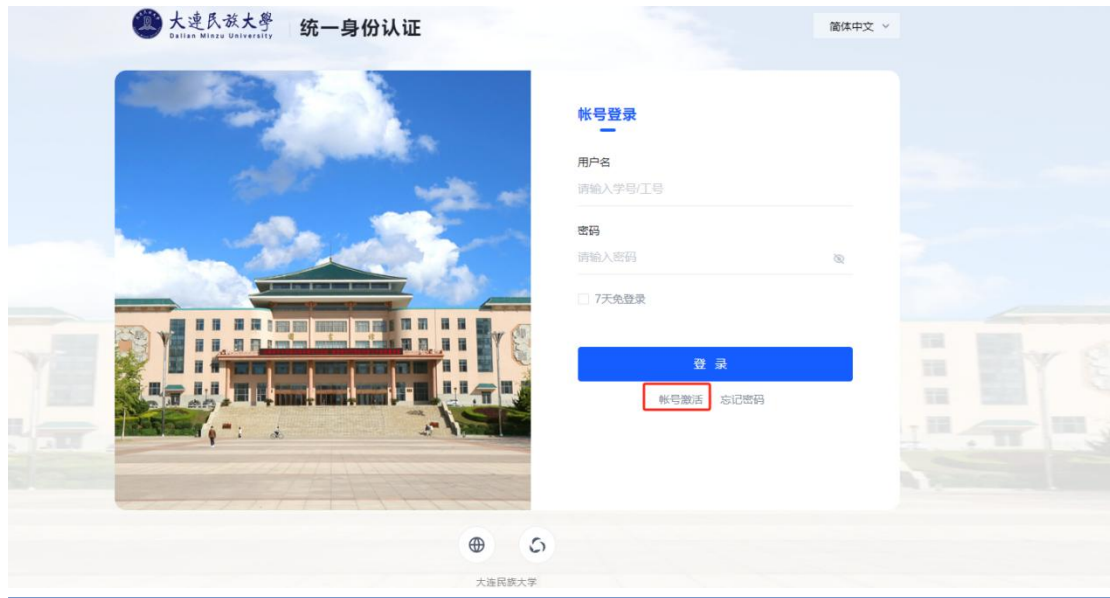 大連民族大學
Dalian Minzu University
统一身份认证
简体中文
帐号登录
用户名
请输入学号/工号
密码
请输入密码
7天免登录
登 录
帐号激活 忘记密码
大连民族大学